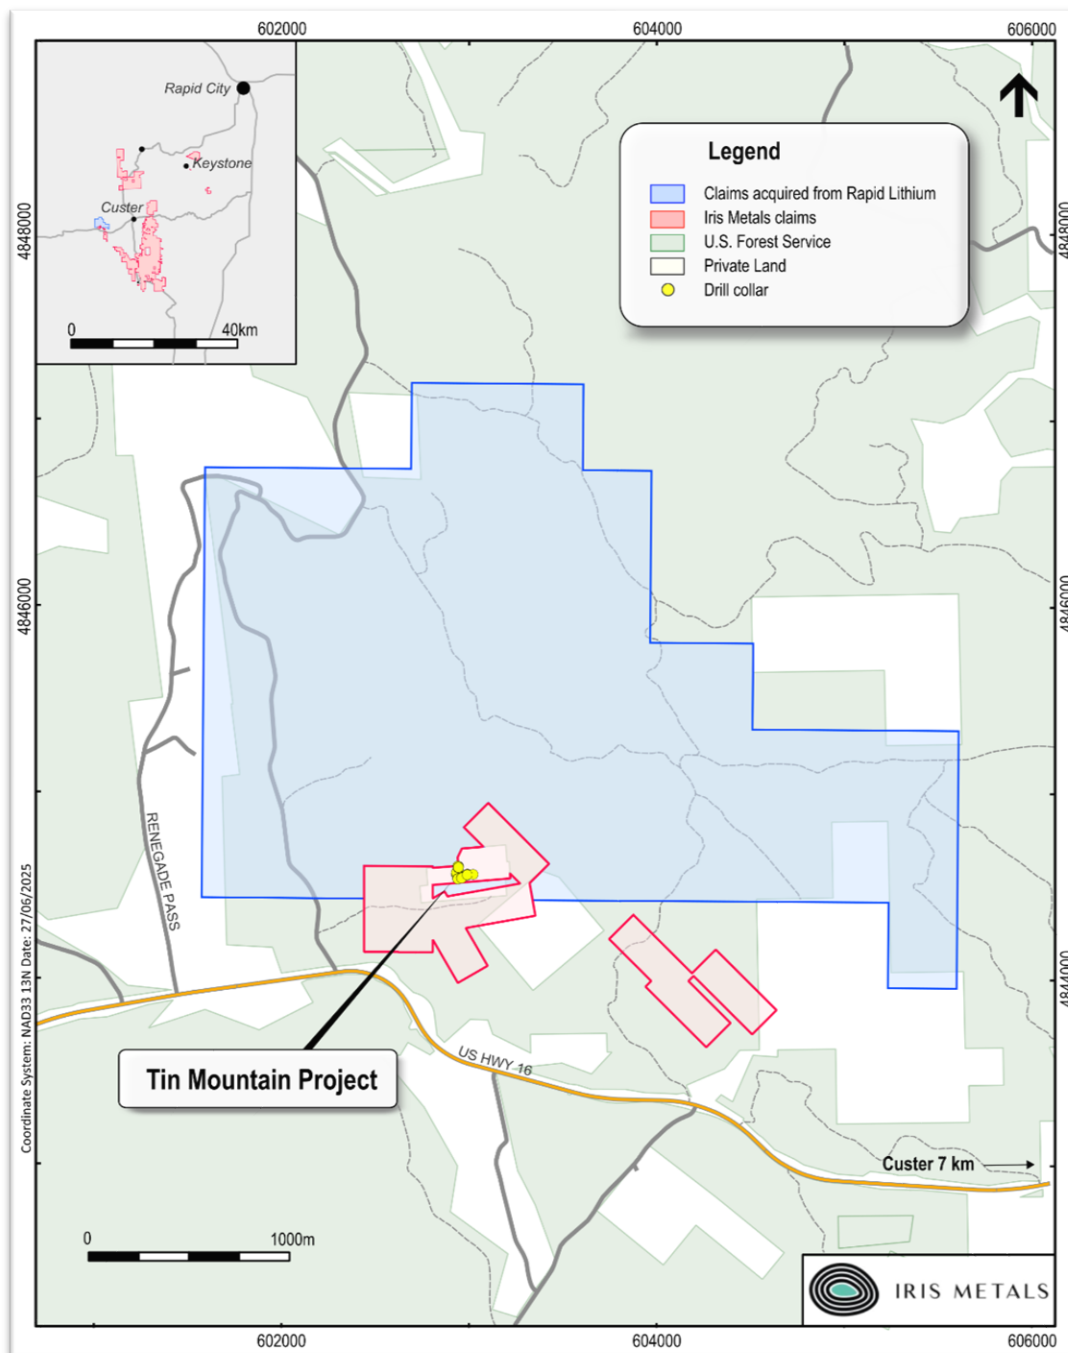 602000
604000
606000
Rapid City
Keystone
Custer
0
40km
Legend
Claims acquired from Rapid Lithium
Iris Metals claims
U.S. Forest Service
Private Land
Drill collar
4848000
4848000
4846000
4846000
4844000
RENEGADE PASS
Coordinate System: NAD33 13N Date: 27/06/2025
Tin Mountain Project
US HWY 16
Custer 7 km
0
1000m
IRIS METALS
602000
604000
606000